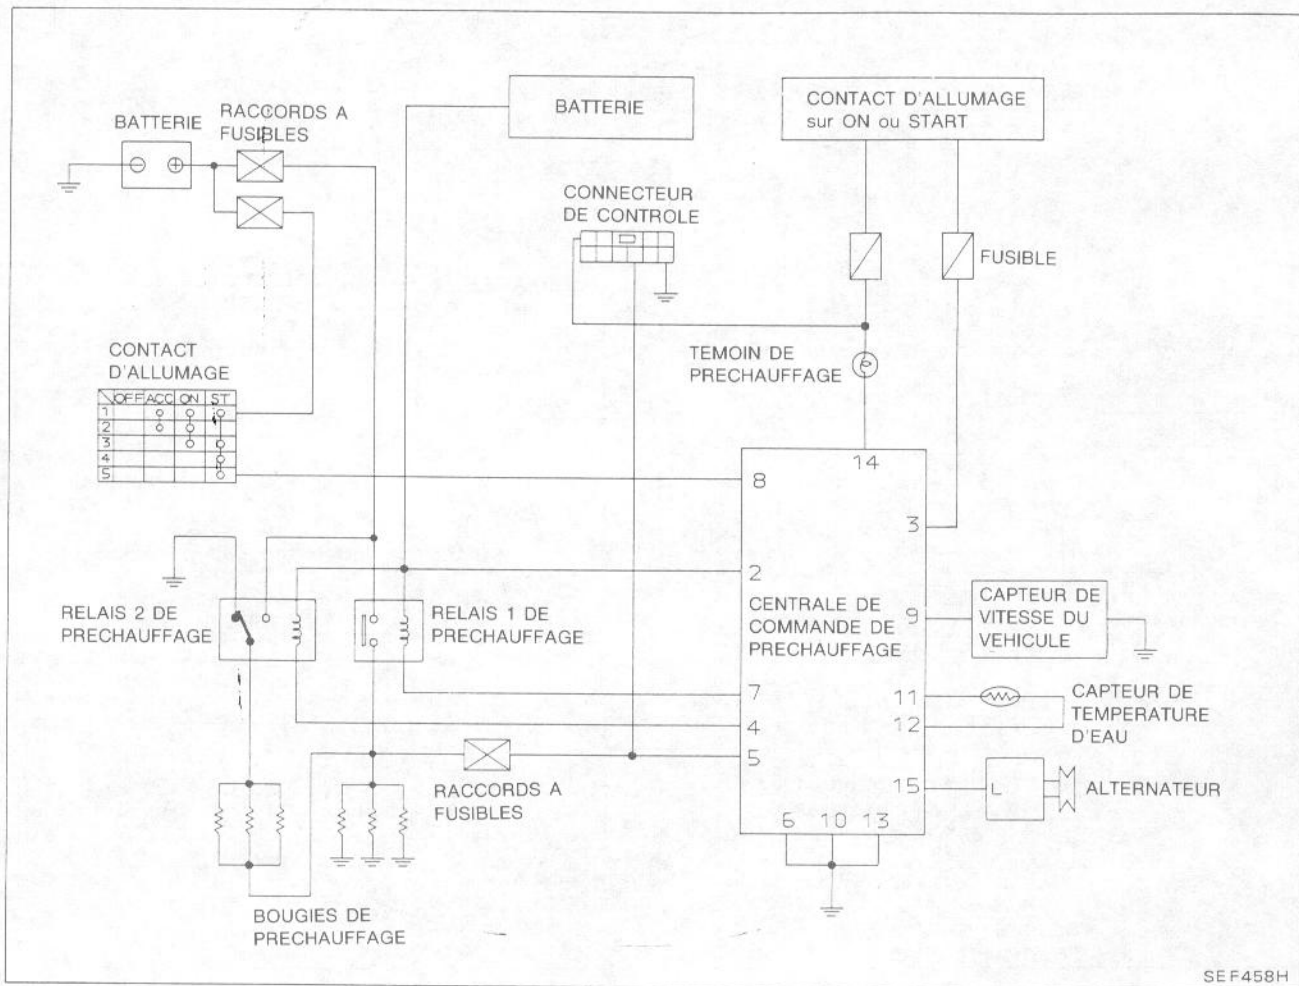 BATTERIE
RACCORDS A
FUSIBLES
BATTERIE
CONTACT D'ALLUMAGE
sur ON ou START
CONNECTEUR
DE CONTROLE
FUSIBLE
TEMOIN DE
PRECHAUFFAGE
CONTACT
D'ALLUMAGE
OFF ACC ON ST
1
2
3
4
5
14
8
3
2
RELAIS 2 DE
PRECHAUFFAGE
RELAIS 1 DE
PRECHAUFFAGE
CENTRALE DE
COMMANDE DE
PRECHAUFFAGE
9
CAPTEUR DE
VITESSE DU
VEHICULE
7
11
4
12
CAPTEUR DE
TEMPERATURE
D'EAU
5
RACCORDS A
FUSIBLES
15
L
ALTERNATEUR
6 10 13
BOUGIES DE
PRECHAUFFAGE
SEF458H